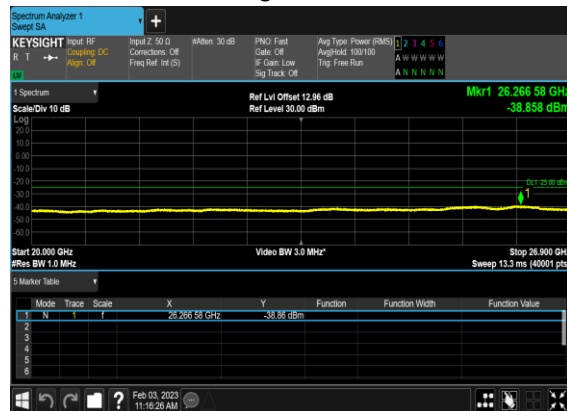 Spectrum Analyzer 1
Swept SA
+
KEYSIGHT Input: RF Input Z: 50 Ω #Atten: 30 dB PNO: Fast Avg Type: Power (RMS) 1 2 3 4 5 6
R T Coupling: DC Corrections: Off Gate: Off Avg|Hold: 100/100 A W W W W W
Align: Off Freq Ref: Int (S) IF Gain: Low Trig: Free Run
Sig Track: Off A N N N N N
1 Spectrum
Ref Lvl Offset 12.96 dB Mkr1 26.266 58 GHz
Scale/Div 10 dB Ref Level 30.00 dBm -38.858 dBm
Log
20.0
10.0
0.00
-10.0
-20.0 DL1 -25.00 dBm
-30.0 1
-40.0
-50.0
-60.0
Start 20.000 GHz Video BW 3.0 MHz* Stop 26.900 GHz
#Res BW 1.0 MHz Sweep 13.3 ms (40001 pts
5 Marker Table
Mode Trace Scale X Y Function Function Width Function Value
1 N 1 f 26.266 58 GHz -38.86 dBm
2
3
4
5
6
? Feb 03, 2023
11:16:26 AM